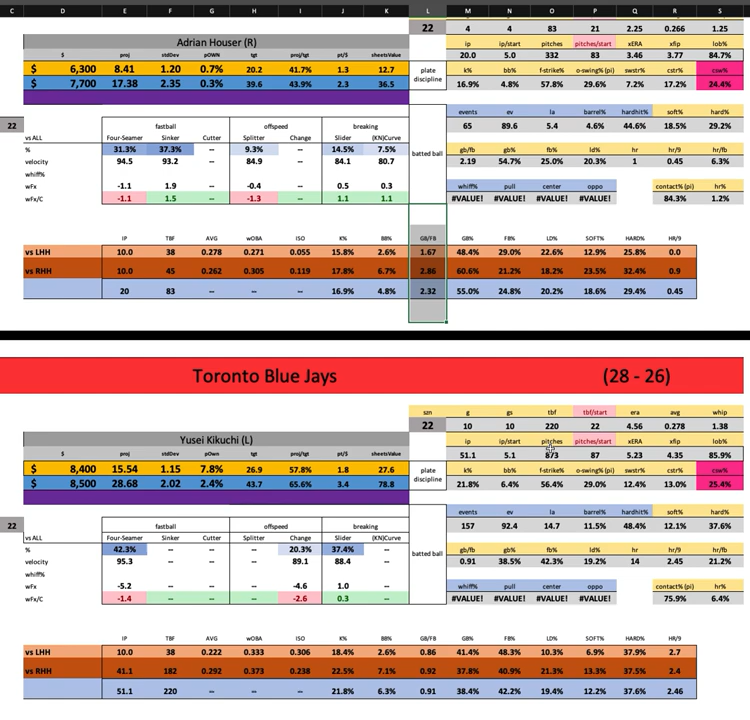 C D E F G H I J K L M N O P Q R S
22 4 4 83 21 2.25 0.266 1.25
Adrian Houser (R) ip ip/start pitches pitches/start xERA xfip lob%
20.0 5.0 332 83 3.46 3.77 84.7%
$ proj stdDev pOWN tgt proj/tgt pt/$ sheetsValue
$ 6,300 8.41 1.20 0.7% 20.2 41.7% 1.3 12.7 plate discipline k% bb% f-strike% o-swing% (pi) swstr% cstr% csw%
$ 7,700 17.38 2.35 0.3% 39.6 43.9% 2.3 36.5 16.9% 4.8% 57.8% 29.6% 7.2% 17.2% 24.4%
events ev la barrel% hardhit% soft% hard%
22 fastball offspeed breaking 65 89.6 5.4 4.6% 44.6% 18.5% 29.2%
vs ALL Four-Seamer Sinker Cutter Splitter Change Slider (KN)Curve
% 31.3% 37.3% -- 9.3% -- 14.5% 7.5% batted ball gb/fb gb% fb% ld% hr hr/9 hr/fb
velocity 94.5 93.2 -- 84.9 -- 84.1 80.7 2.19 54.7% 25.0% 20.3% 1 0.45 6.3%
whiff%
wFx -1.1 1.9 -- -0.4 -- 0.5 0.3 whiff% pull center oppo contact% (pi) hr%
wFx/C -1.1 1.5 -- -1.3 -- 1.1 1.1 #VALUE! #VALUE! #VALUE! #VALUE! 84.3% 1.2%
IP TBF AVG wOBA ISO K% BB% GB/FB GB% FB% LD% SOFT% HARD% HR/9
vs LHH 10.0 38 0.278 0.271 0.055 15.8% 2.6% 1.67 48.4% 29.0% 22.6% 12.9% 25.8% 0.0
vs RHH 10.0 45 0.262 0.305 0.119 17.8% 6.7% 2.86 60.6% 21.2% 18.2% 23.5% 32.4% 0.9
20 83 -- -- -- 16.9% 4.8% 2.32 55.0% 24.8% 20.2% 18.6% 29.4% 0.45
Toronto Blue Jays (28 - 26)
szn g gs tbf tbf/start era avg whip
22 10 10 220 22 4.56 0.278 1.38
Yusei Kikuchi (L) ip ip/start pitches pitches/start xERA xfip lob%
$ proj stdDev pOwn tgt proj/tgt pt/$ sheetsValue 51.1 5.1 873 87 5.23 4.35 85.9%
$ 8,400 15.54 1.15 7.8% 26.9 57.8% 1.8 27.6 plate discipline k% bb% f-strike% o-swing% (pi) swstr% cstr% csw%
$ 8,500 28.68 2.02 2.4% 43.7 65.6% 3.4 78.8 21.8% 6.4% 56.4% 29.0% 12.4% 13.0% 25.4%
events ev la barrel% hardhit% soft% hard%
22 fastball offspeed breaking 157 92.4 14.7 11.5% 48.4% 12.1% 37.6%
vs ALL Four-Seamer Sinker Cutter Splitter Change Slider (KN)Curve
% 42.3% -- -- -- 20.3% 37.4% -- batted ball gb/fb gb% fb% ld% hr hr/9 hr/fb
velocity 95.3 -- -- -- 89.1 88.4 -- 0.91 38.5% 42.3% 19.2% 14 2.45 21.2%
whiff%
wFx -5.2 -- -- -- -4.6 1.0 -- whiff% pull center oppo contact% (pi) hr%
wFx/C -1.4 -- -- -- -2.6 0.3 -- #VALUE! #VALUE! #VALUE! #VALUE! 75.9% 6.4%
IP TBF AVG wOBA ISO K% BB% GB/FB GB% FB% LD% SOFT% HARD% HR/9
vs LHH 10.0 38 0.222 0.333 0.306 18.4% 2.6% 0.86 41.4% 48.3% 10.3% 6.9% 37.9% 2.7
vs RHH 41.1 182 0.292 0.373 0.238 22.5% 7.1% 0.92 37.8% 40.9% 21.3% 13.3% 37.5% 2.4
51.1 220 -- -- -- 21.8% 6.3% 0.91 38.4% 42.2% 19.4% 12.2% 37.6% 2.46